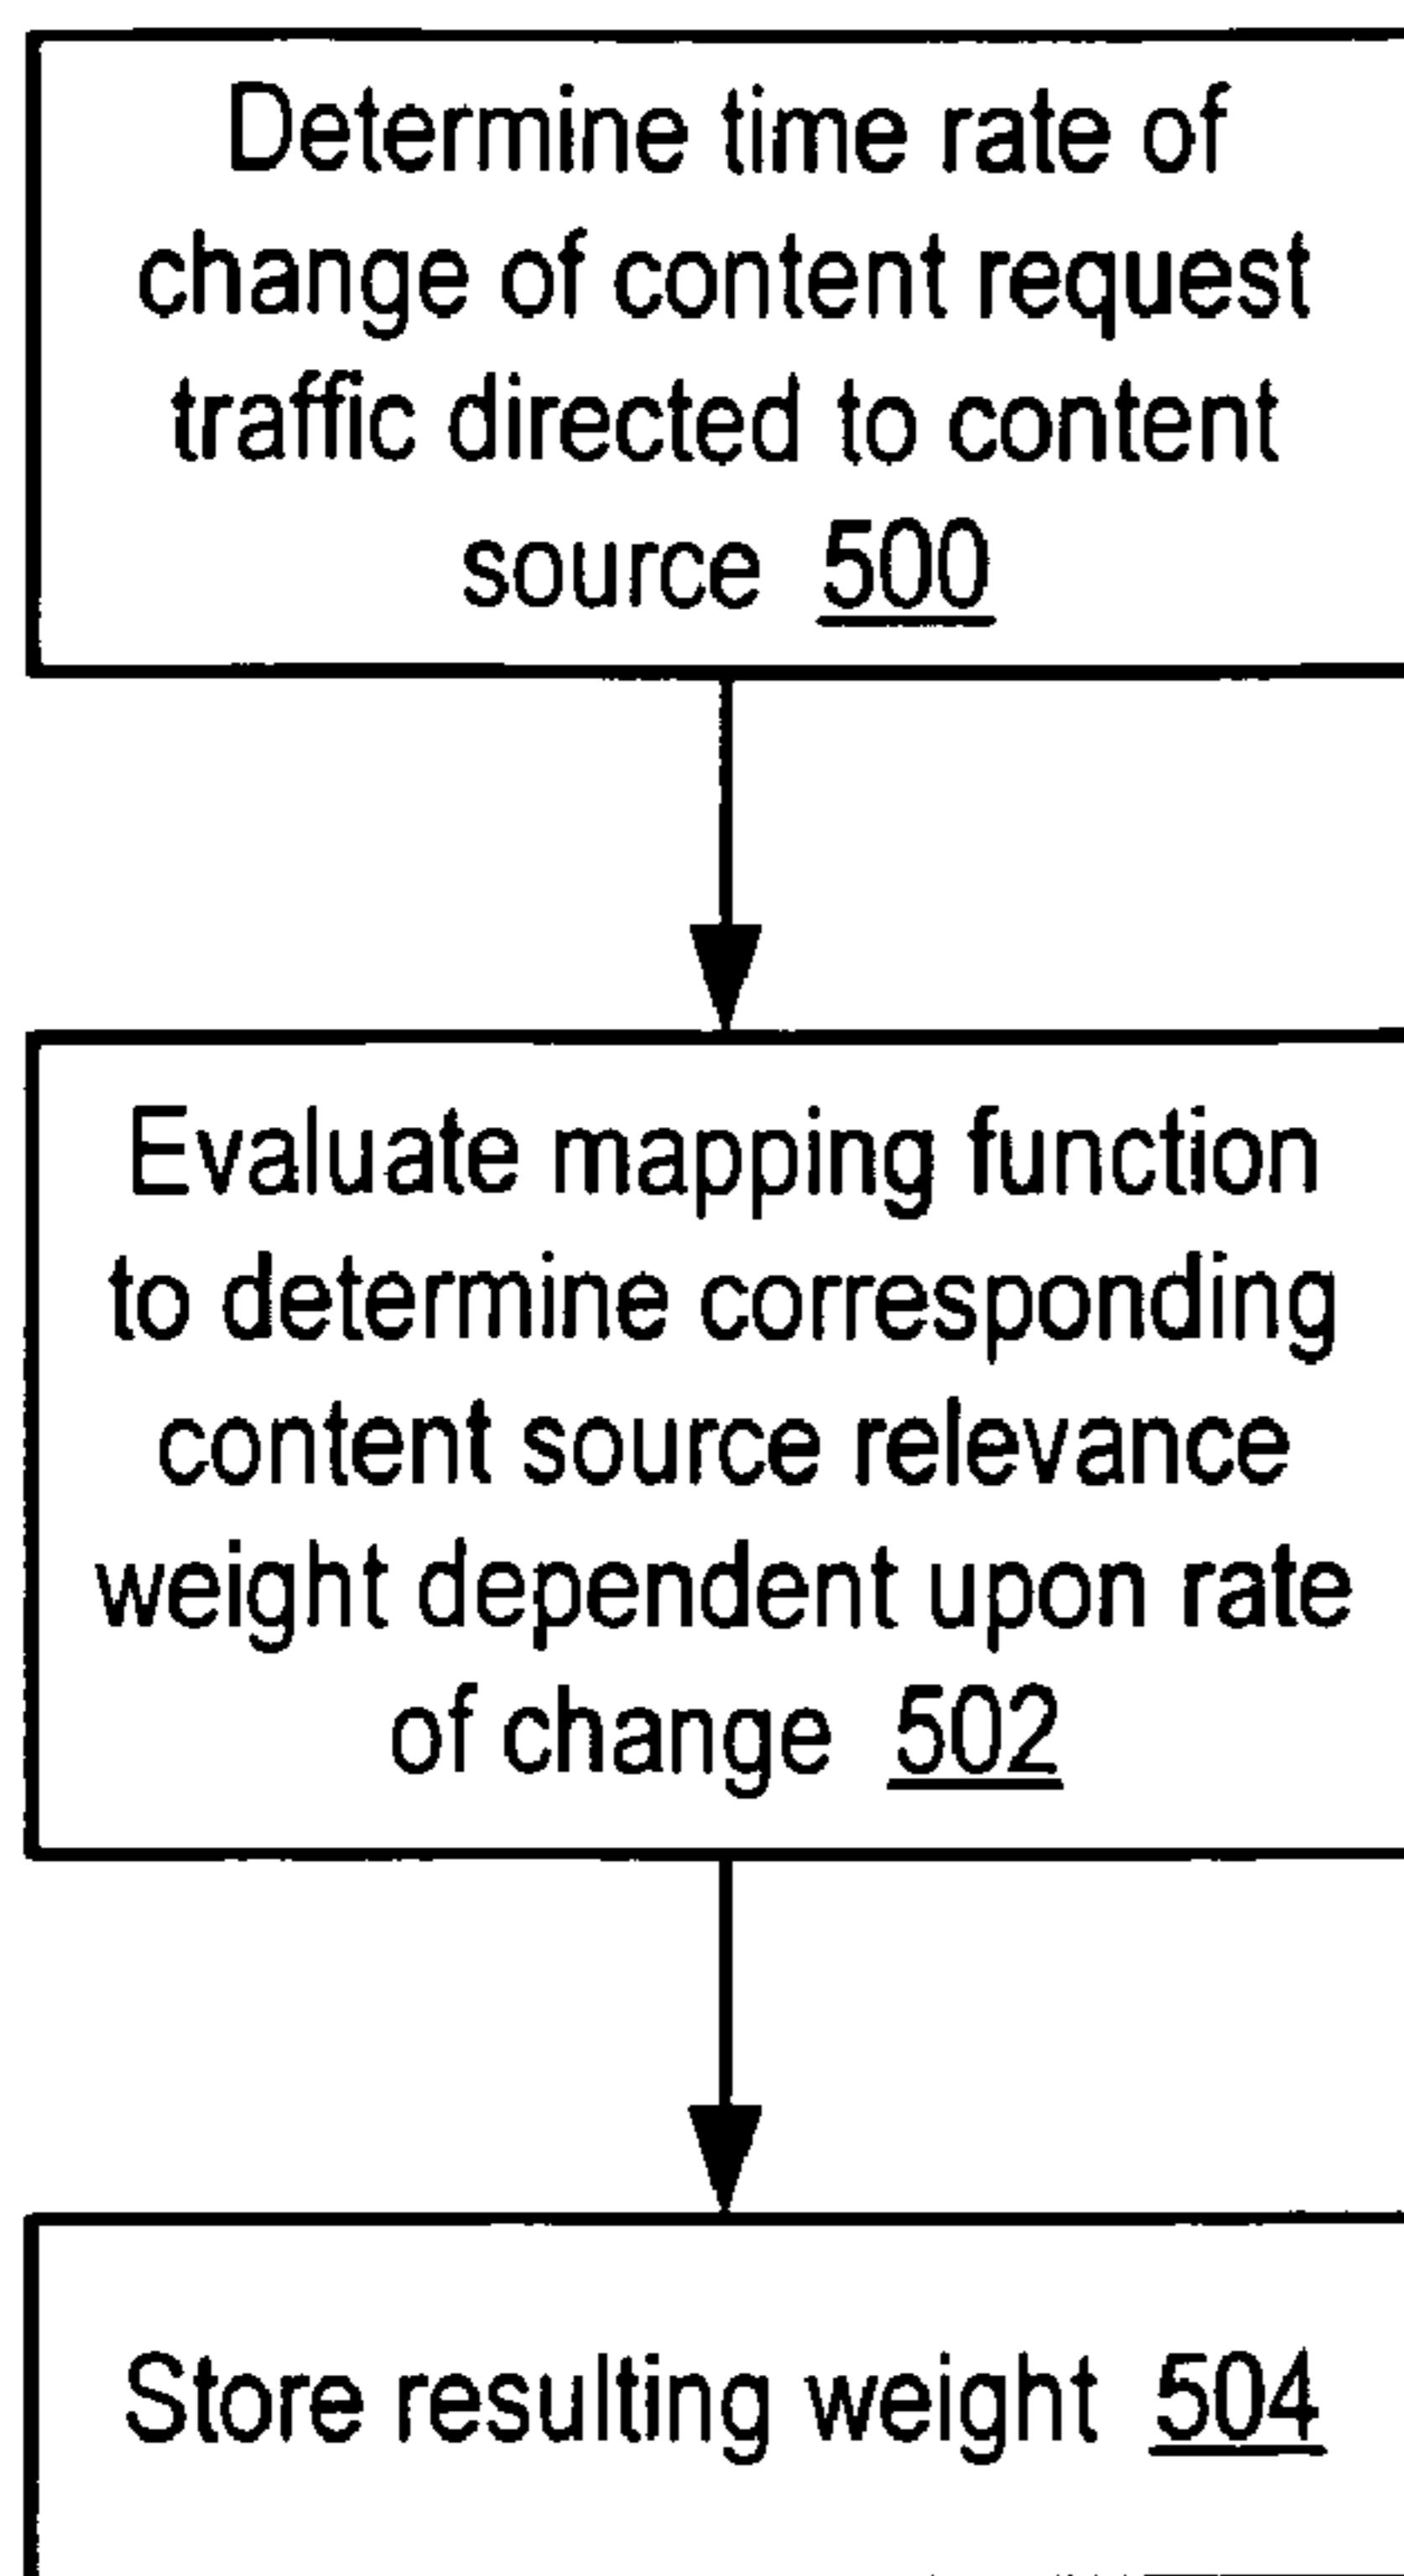 Determine time rate of
change of content request
traffic directed to content
source 500
Evaluate mapping function
to determine corresponding
content source relevance
weight dependent upon rate
of change 502
Store resulting weight 504